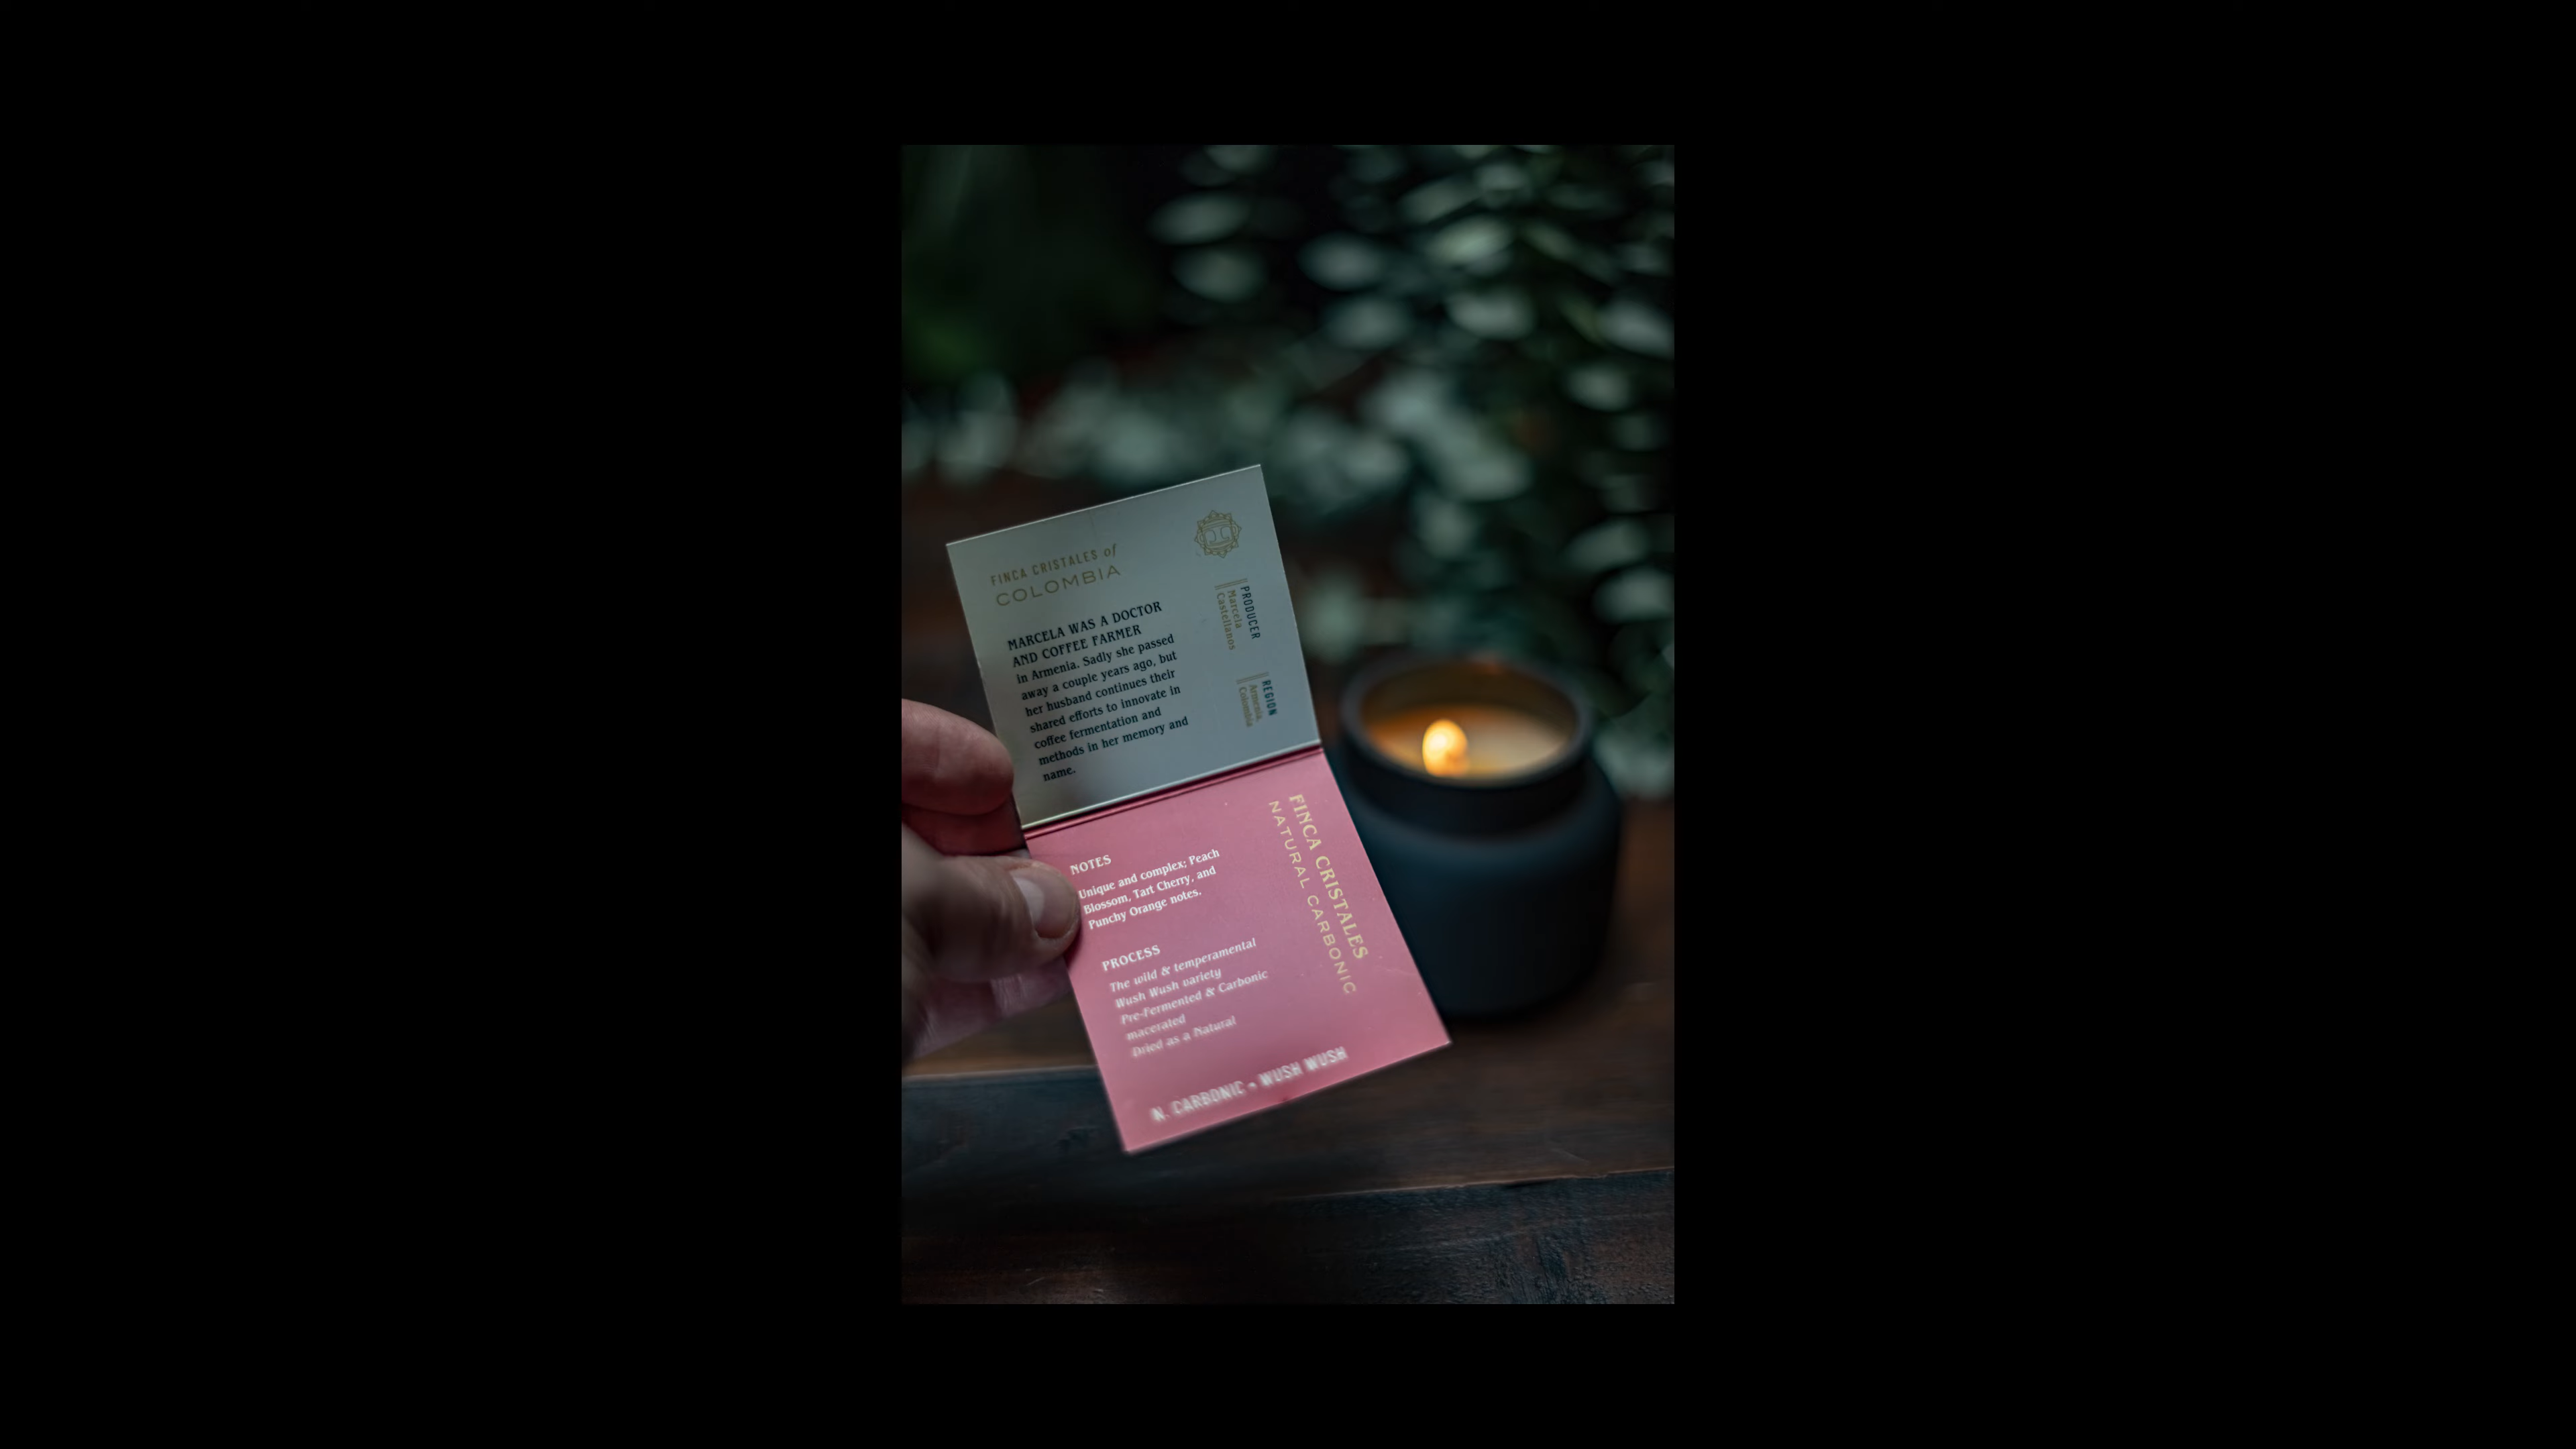 FINCA CRISTALES of
COLOMBIA
MARCELA WAS A DOCTOR
AND COFFEE FARMER
in Armenia. Sadly she passed
away a couple years ago, but
her husband continues their
shared efforts to innovate in
coffee fermentation and
methods in her memory and
name.
PRODUCER
Marcela
Castellanos
REGION
Armenia,
Colombia
NOTES
Unique and complex; Peach
Blossom, Tart Cherry, and
Punchy Orange notes.
PROCESS
The wild & temperamental
Wush Wush variety
Pre-Fermented & Carbonic
macerated
Dried as a Natural
FINCA CRISTALES
NATURAL CARBONIC
N. CARBONIC - WUSH WUSH